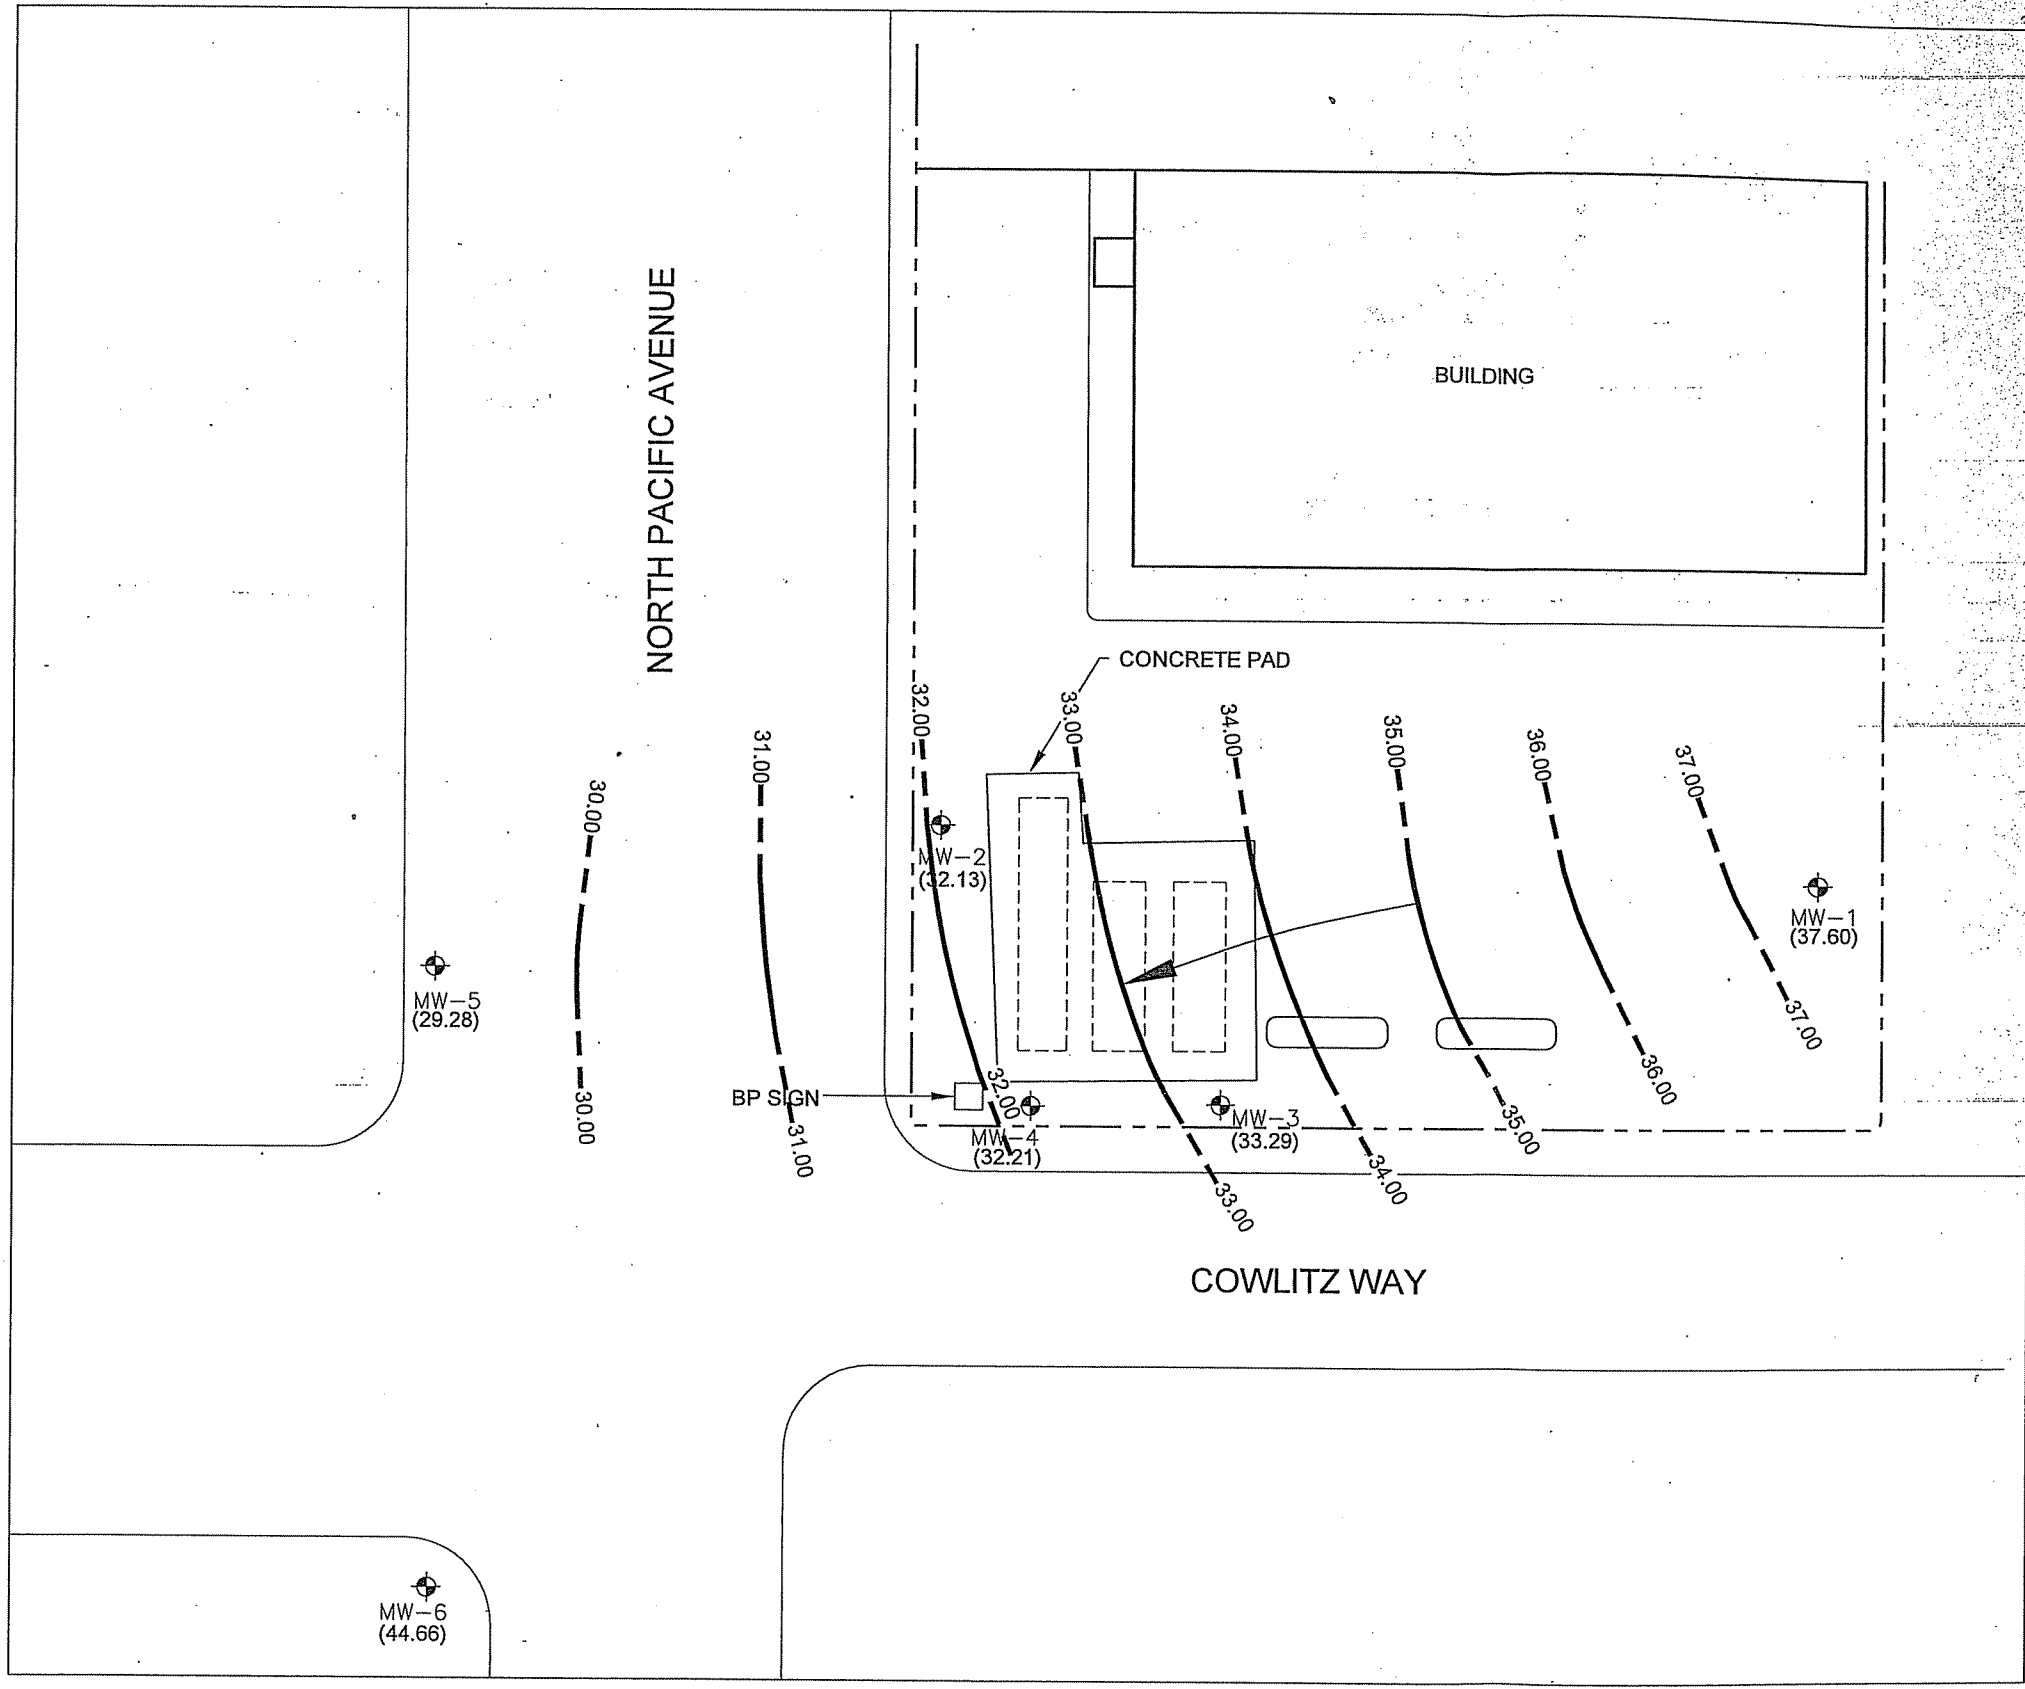 NORTH PACIFIC AVENUE
BUILDING
CONCRETE PAD
32.00
33.00
34.00
35.00
36.00
37.00
31.00
30.00
MW-2
(32.13)
MW-1
(37.60)
MW-5
(29.28)
37.00
36.00
35.00
32.00
BP SIGN
30.00
31.00
MW-4
(32.21)
MW-3
(33.29)
34.00
33.00
COWLITZ WAY
MW-6
(44.66)